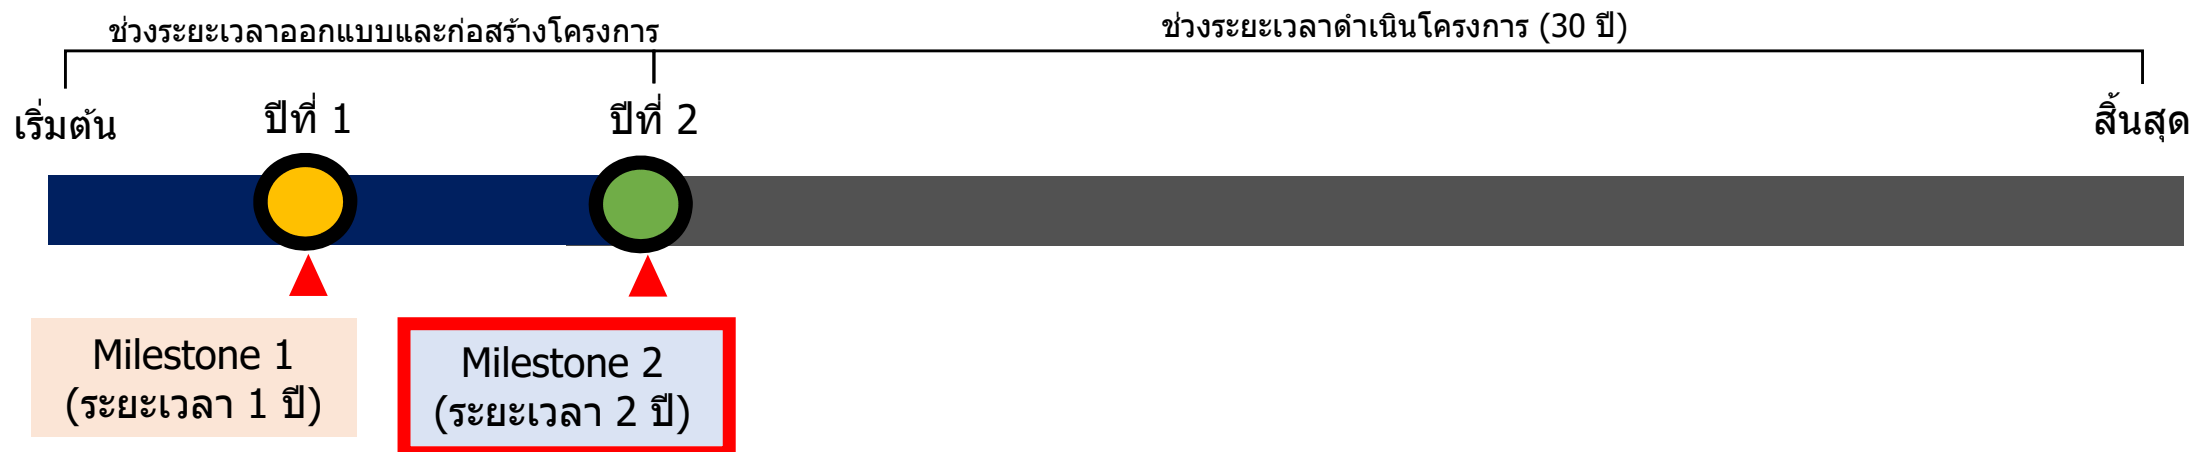 ช่วงระยะเวลาออกแบบและก่อสร้างโครงการ
ช่วงระยะเวลาดำเนินโครงการ (30 ปี)
เริ่มต้น
ปีที่ 1
ปีที่ 2
สิ้นสุด
Milestone 1
(ระยะเวลา 1 ปี)
Milestone 2
(ระยะเวลา 2 ปี)